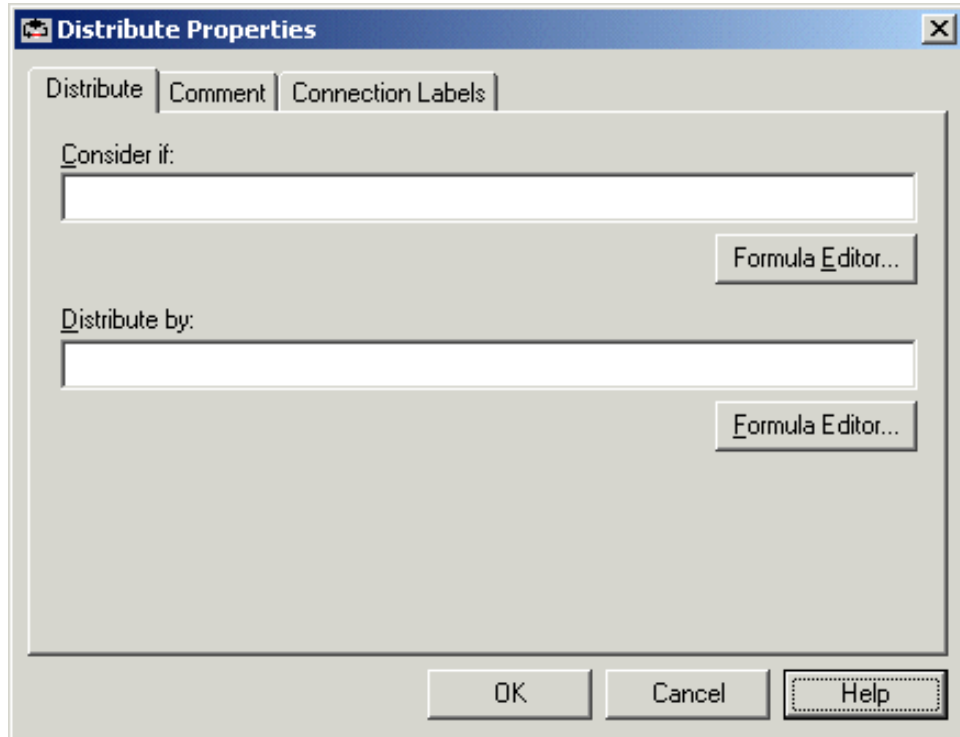 Distribute Properties
Distribute Comment Connection Labels
Consider if:
Formula Editor...
Distribute by:
Formula Editor...
OK Cancel Help